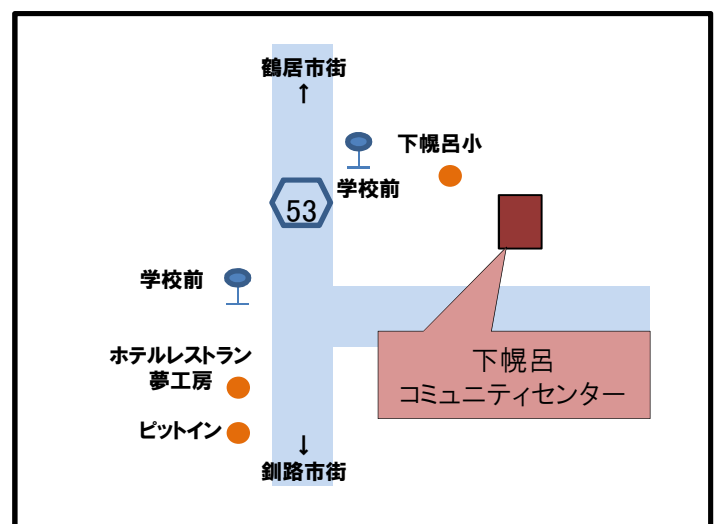 鶴居市街
↑
下幌呂小
学校前
53
学校前
ホテルレストラン
夢工房
下幌呂
コミュニティセンター
ピットイン
↓
釧路市街